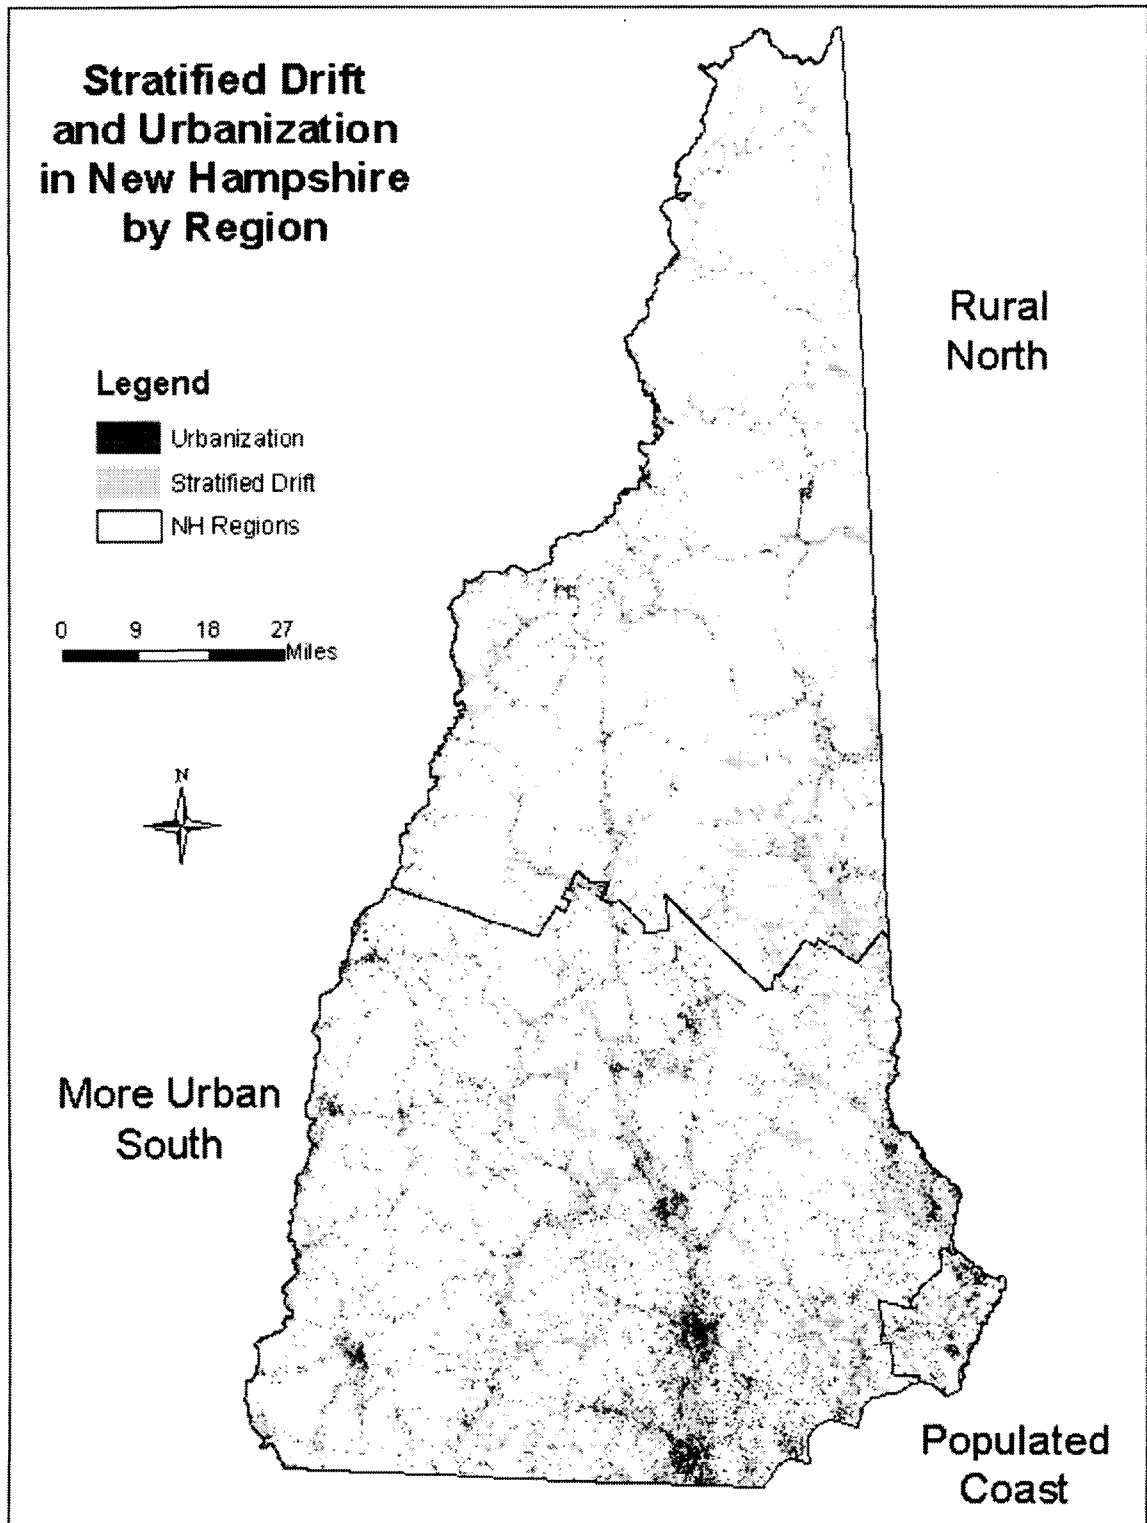 Stratified Drift
and Urbanization
in New Hampshire
by Region
Rural
North
Legend
Urbanization
Stratified Drift
NH Regions
0 9 18 27
Miles
N
More Urban
South
Populated
Coast